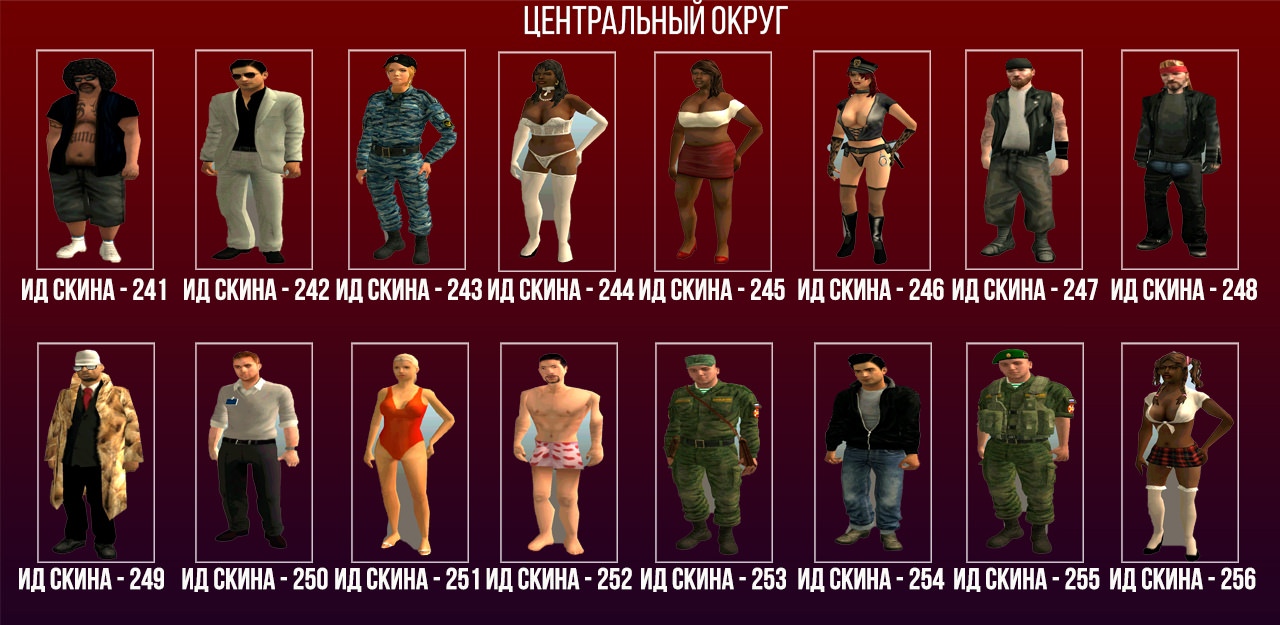 ЦЕНТРАЛЬНЫЙ ОКРУГ
ИД СКИНА - 241
ИД СКИНА - 242
ИД СКИНА - 243
ИД СКИНА - 244
ИД СКИНА - 245
ИД СКИНА - 246
ИД СКИНА - 247
ИД СКИНА - 248
ИД СКИНА - 249
ИД СКИНА - 250
ИД СКИНА - 251
ИД СКИНА - 252
ИД СКИНА - 253
ИД СКИНА - 254
ИД СКИНА - 255
ИД СКИНА - 256